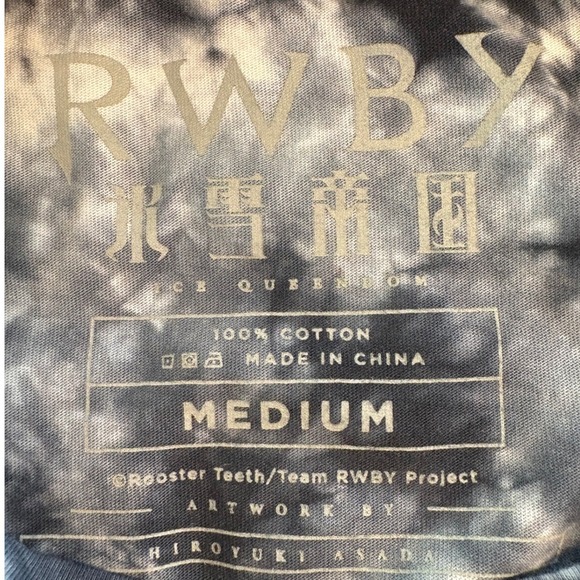 RWBY
氷雪帝国
ICE QUEENDOM
100% COTTON
MADE IN CHINA
MEDIUM
©Rooster Teeth/Team RWBY Project
ARTWORK BY
HIROYUKI ASADA